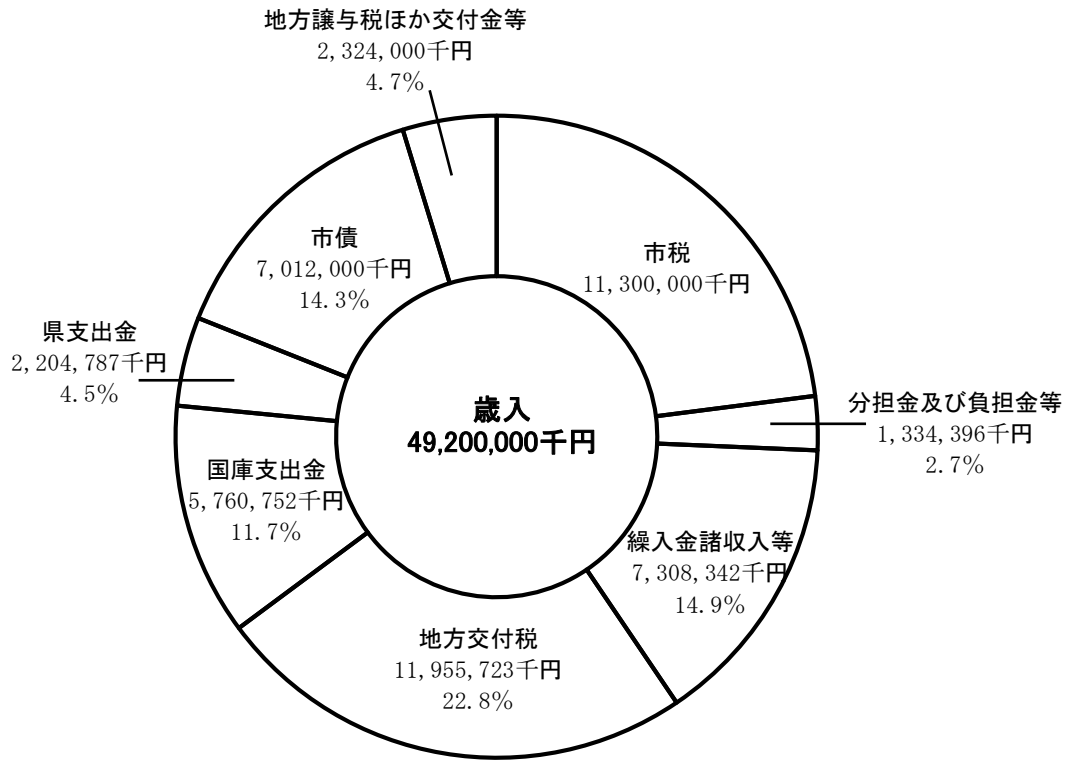 地方譲与税ほか交付金等
2,324,000千円
4.7%
市債
7,012,000千円
14.3%
市税
11,300,000千円
県支出金
2,204,787千円
4.5%
分担金及び負担金等
1,334,396千円
2.7%
歳入
49,200,000千円
国庫支出金
5,760,752千円
11.7%
繰入金諸収入等
7,308,342千円
14.9%
地方交付税
11,955,723千円
22.8%